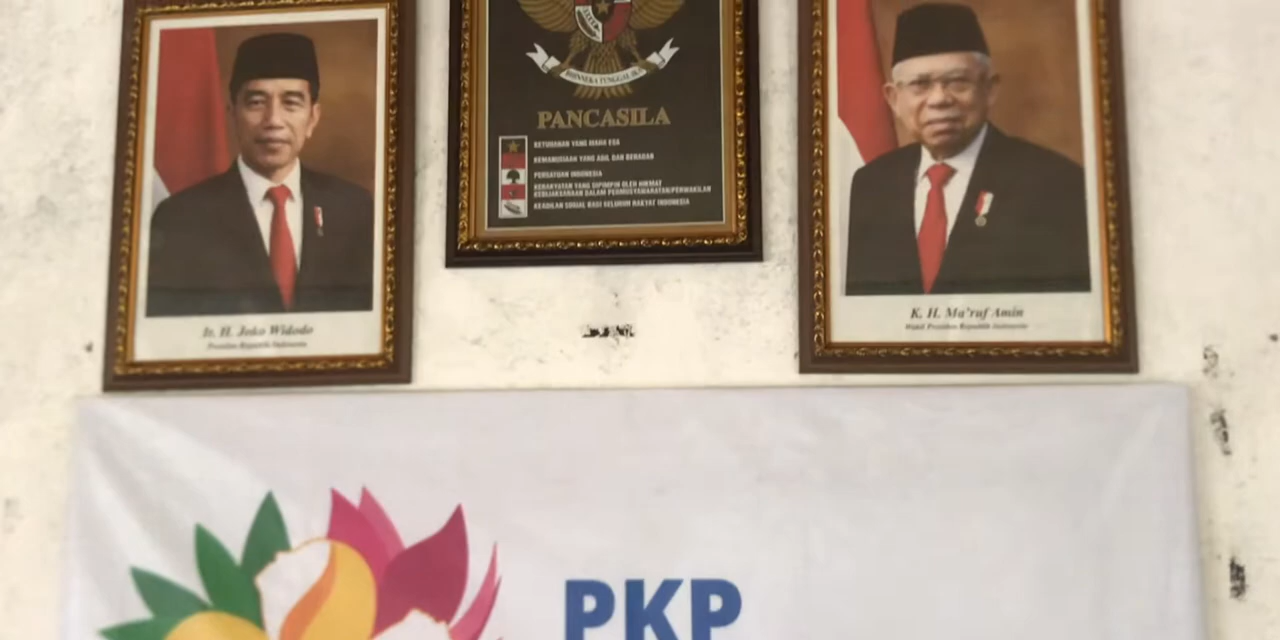 BHINNEKA TUNGGAL IKA
PANCASILA
KETUHANAN YANG MAHA ESA
KEMANUSIAAN YANG ADIL DAN BERADAB
PERSATUAN INDONESIA
KERAKYATAN YANG DIPIMPIN OLEH HIKMAT
KEBIJAKSANAAN DALAM PERMUSYAWARATAN/PERWAKILAN
KEADILAN SOSIAL BAGI SELURUH RAKYAT INDONESIA
Ir. H. Joko Widodo
Presiden Republik Indonesia
K. H. Ma'ruf Amin
Wakil Presiden Republik Indonesia
PKP